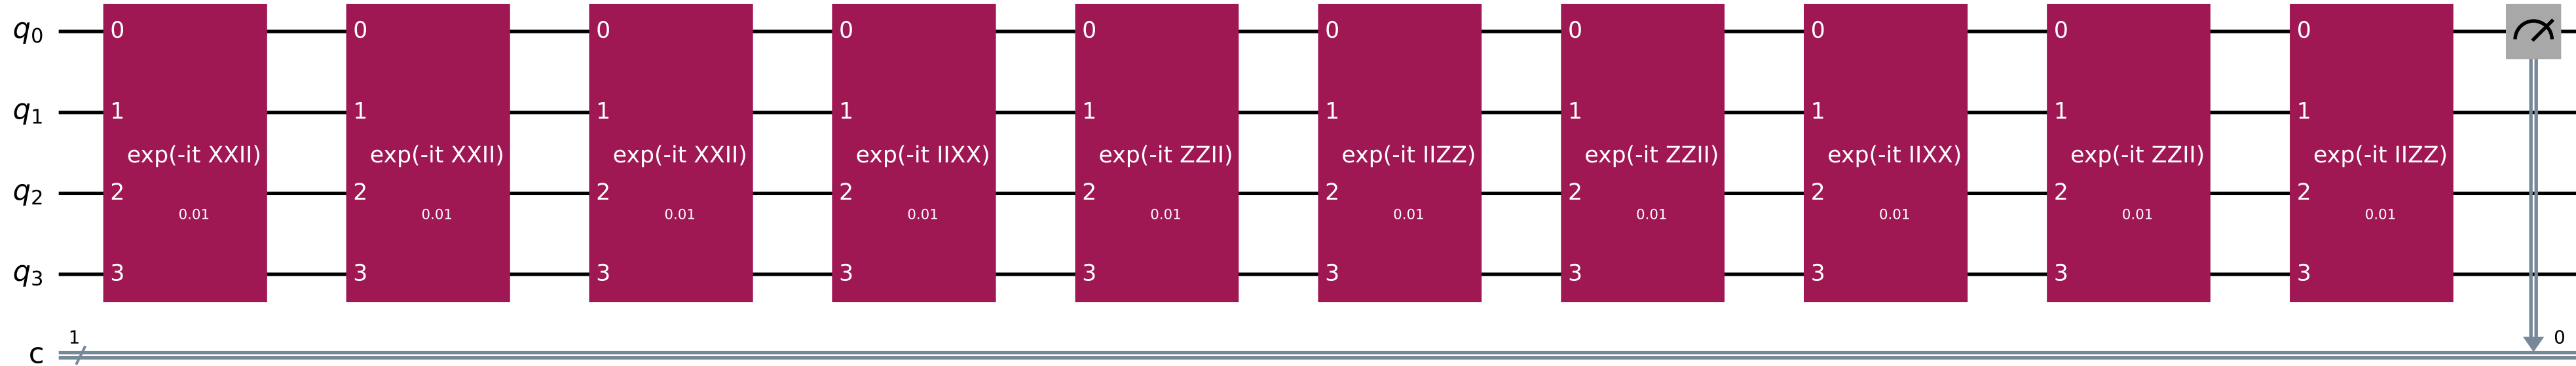 q0 0 0 0 0 0 0 0 0 0 0
q1 1 1 1 1 1 1 1 1 1 1
exp(-it XXII) exp(-it XXII) exp(-it XXII) exp(-it IIXX) exp(-it ZZII) exp(-it IIZZ) exp(-it ZZII) exp(-it IIXX) exp(-it ZZII) exp(-it IIZZ)
q2 2 2 2 2 2 2 2 2 2 2
0.01 0.01 0.01 0.01 0.01 0.01 0.01 0.01 0.01 0.01
q3 3 3 3 3 3 3 3 3 3 3
1 0
c